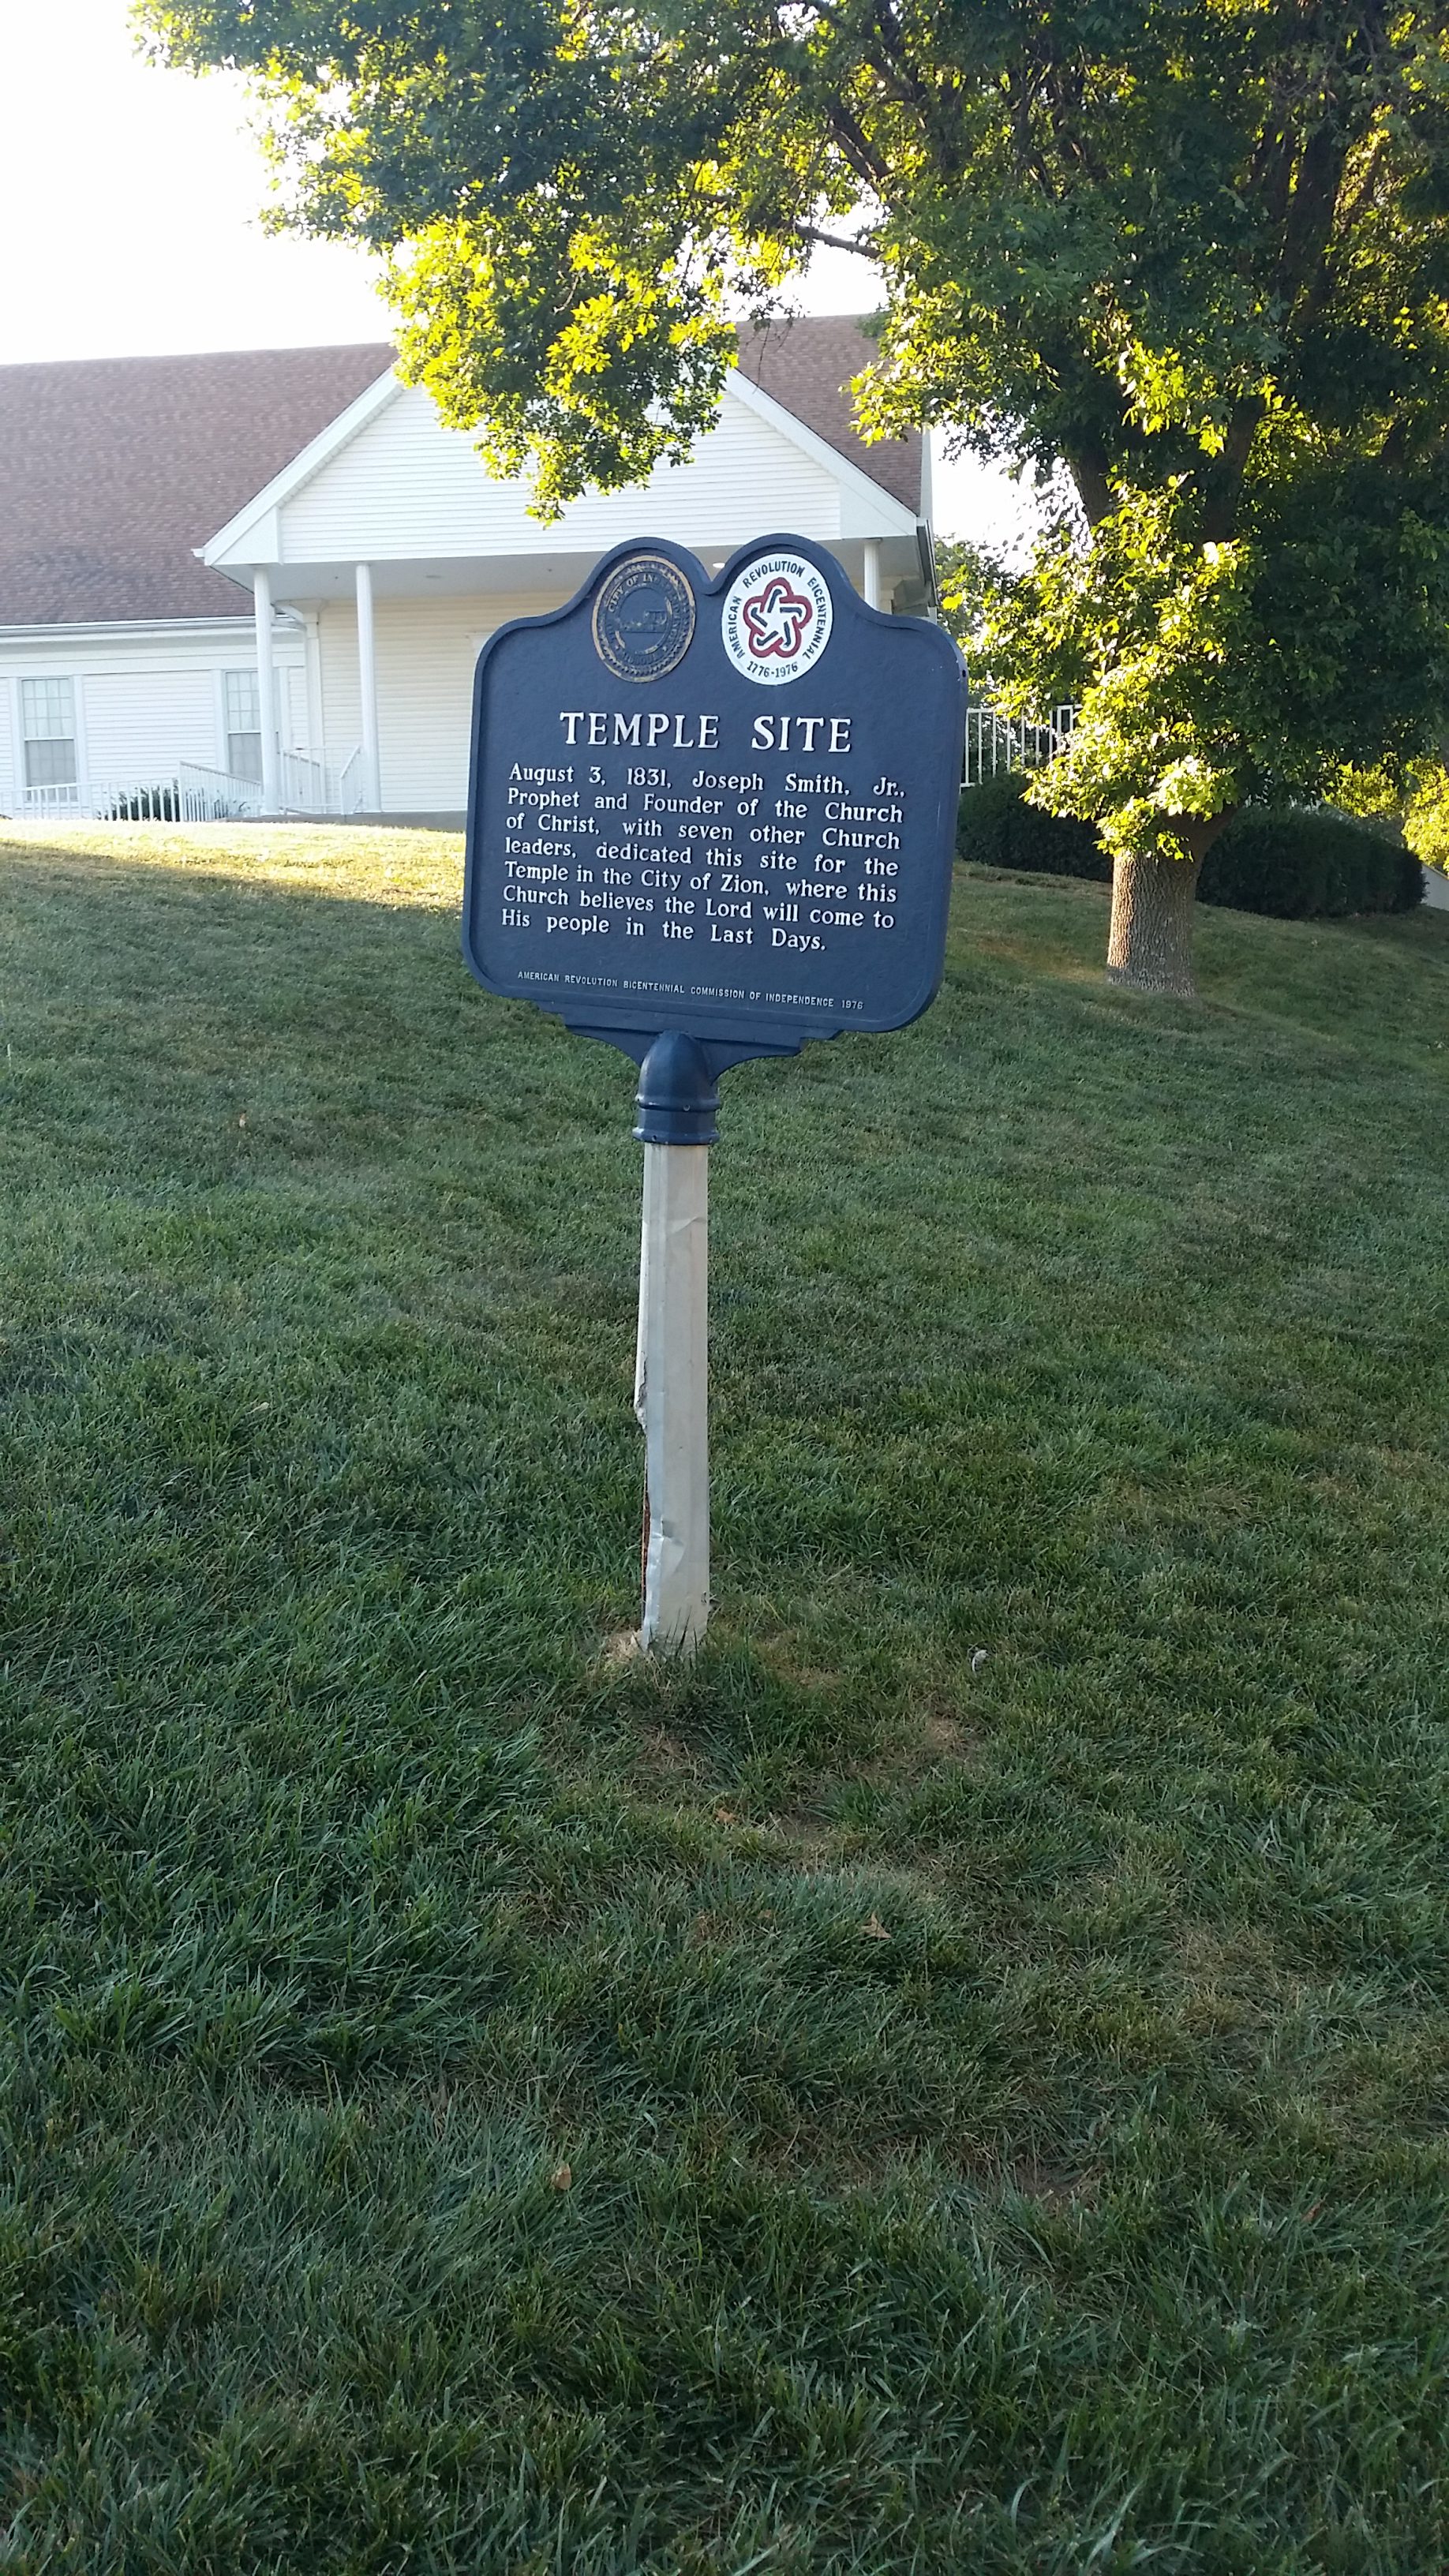 CITY OF
AMERICAN REVOLUTION BICENTENNIAL
1776-1976
TEMPLE SITE
August 3, 1831, Joseph Smith, Jr.,
Prophet and Founder of the Church
of Christ, with seven other Church
leaders, dedicated this site for the
Temple in the City of Zion, where this
Church believes the Lord will come to
His people in the Last Days.
AMERICAN REVOLUTION BICENTENNIAL COMMISSION OF INDEPENDENCE 1976